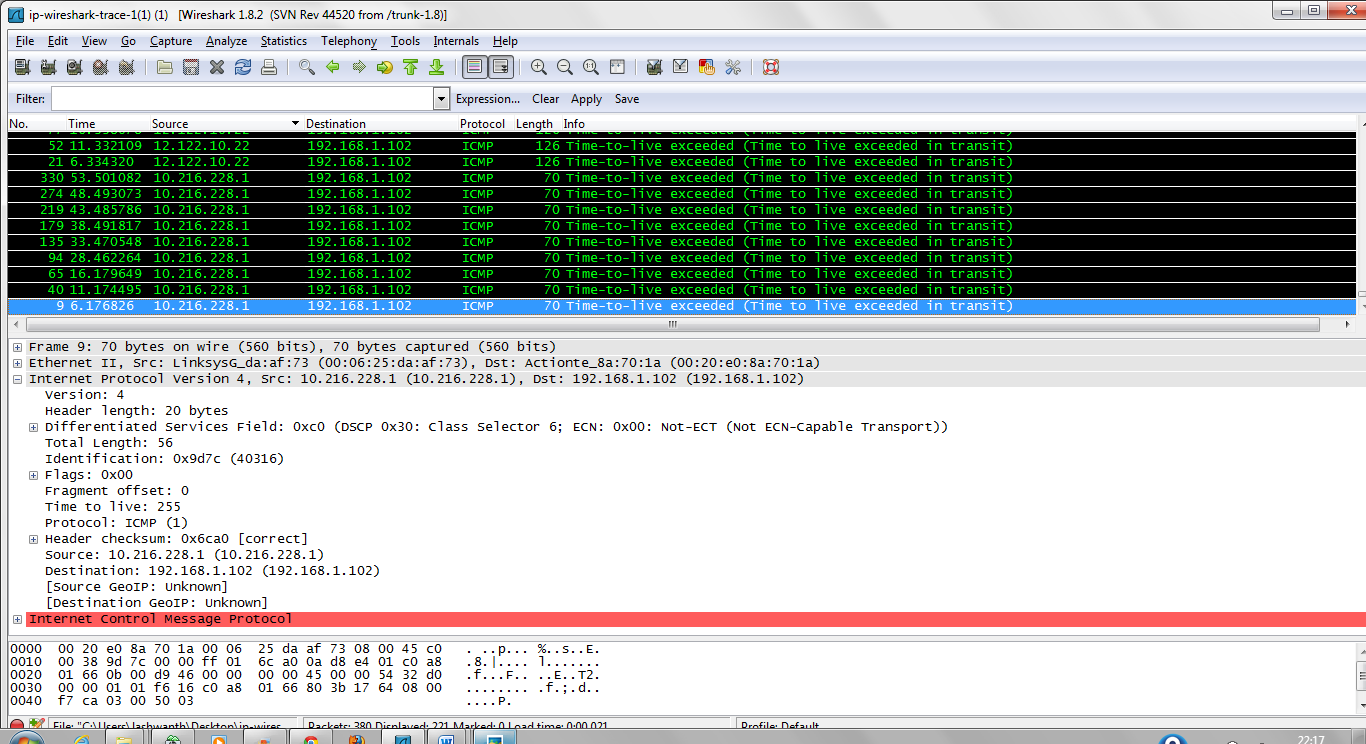 ip-wireshark-trace-1(1) (1) [Wireshark 1.8.2 (SVN Rev 44520 from /trunk-1.8)]
File Edit View Go Capture Analyze Statistics Telephony Tools Internals Help
Filter: Expression... Clear Apply Save
No. Time Source Destination Protocol Length Info
52 11.332109 12.122.10.22 192.168.1.102 ICMP 126 Time-to-live exceeded (Time to live exceeded in transit)
21 6.334320 12.122.10.22 192.168.1.102 ICMP 126 Time-to-live exceeded (Time to live exceeded in transit)
330 53.501082 10.216.228.1 192.168.1.102 ICMP 70 Time-to-live exceeded (Time to live exceeded in transit)
274 48.493073 10.216.228.1 192.168.1.102 ICMP 70 Time-to-live exceeded (Time to live exceeded in transit)
219 43.485786 10.216.228.1 192.168.1.102 ICMP 70 Time-to-live exceeded (Time to live exceeded in transit)
179 38.491817 10.216.228.1 192.168.1.102 ICMP 70 Time-to-live exceeded (Time to live exceeded in transit)
135 33.470548 10.216.228.1 192.168.1.102 ICMP 70 Time-to-live exceeded (Time to live exceeded in transit)
94 28.462264 10.216.228.1 192.168.1.102 ICMP 70 Time-to-live exceeded (Time to live exceeded in transit)
65 16.179649 10.216.228.1 192.168.1.102 ICMP 70 Time-to-live exceeded (Time to live exceeded in transit)
40 11.174495 10.216.228.1 192.168.1.102 ICMP 70 Time-to-live exceeded (Time to live exceeded in transit)
9 6.176826 10.216.228.1 192.168.1.102 ICMP 70 Time-to-live exceeded (Time to live exceeded in transit)
Frame 9: 70 bytes on wire (560 bits), 70 bytes captured (560 bits)
Ethernet II, Src: LinksysG_da:af:73 (00:06:25:da:af:73), Dst: Actionte_8a:70:1a (00:20:e0:8a:70:1a)
Internet Protocol Version 4, Src: 10.216.228.1 (10.216.228.1), Dst: 192.168.1.102 (192.168.1.102)
Version: 4
Header length: 20 bytes
Differentiated Services Field: 0xc0 (DSCP 0x30: Class Selector 6; ECN: 0x00: Not-ECT (Not ECN-Capable Transport))
Total Length: 56
Identification: 0x9d7c (40316)
Flags: 0x00
Fragment offset: 0
Time to live: 255
Protocol: ICMP (1)
Header checksum: 0x6ca0 [correct]
Source: 10.216.228.1 (10.216.228.1)
Destination: 192.168.1.102 (192.168.1.102)
[Source GeoIP: Unknown]
[Destination GeoIP: Unknown]
Internet Control Message Protocol
0000 00 20 e0 8a 70 1a 00 06 25 da af 73 08 00 45 c0 . ..p... %..s..E.
0010 00 38 9d 7c 00 00 ff 01 6c a0 0a d8 e4 01 c0 a8 .8.|.... l.......
0020 01 66 0b 00 d9 46 00 00 00 00 45 00 00 54 32 d0 .f...F.. ..E..T2.
0030 00 00 01 01 f6 16 c0 a8 01 66 80 3b 17 64 08 00 ........ .f.;.d..
0040 f7 ca 03 00 50 03 ....P.
File: "C:\Users\Jashwanth\Desktop\ip-wires... Packets: 380 Displayed: 221 Marked: 0 Load time: 0:00.021 Profile: Default
22:17